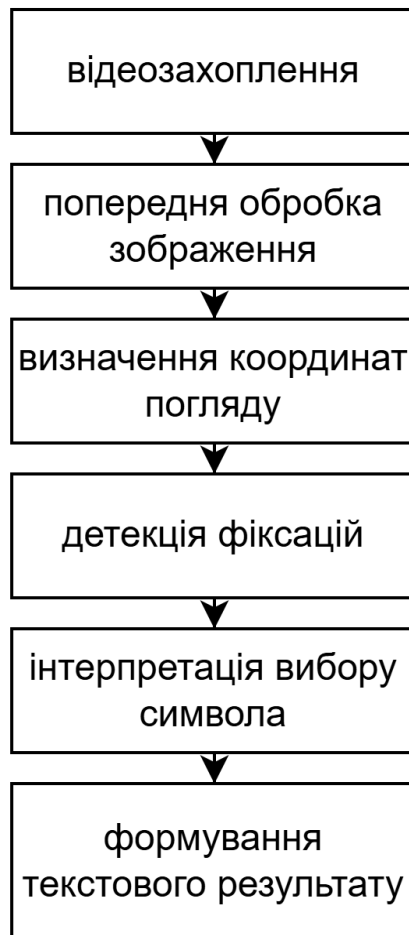 відеозахоплення
попередня обробка
зображення
визначення координат
погляду
детекція фіксацій
інтерпретація вибору
символа
формування
текстового результату